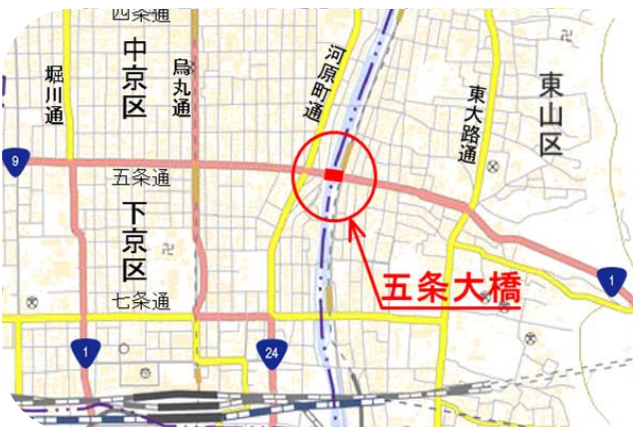 四条通
中京区
堀川通
烏丸通
河原町通
東大路通
東山区
9
五条通
下京区
五条大橋
1
七条通
1
24